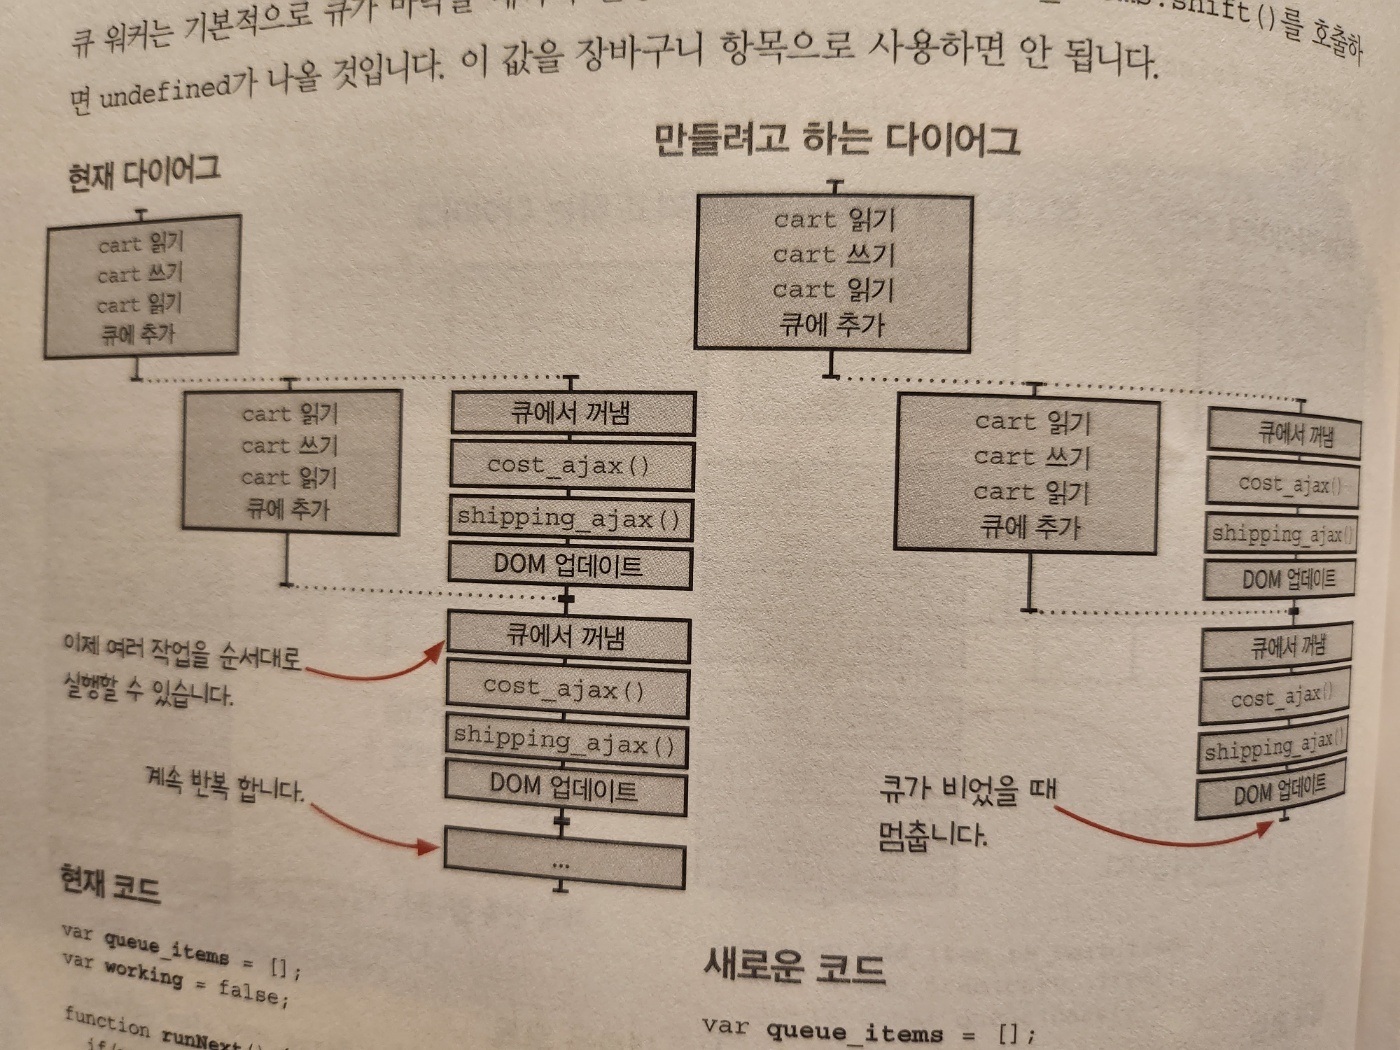 큐 워커는 기본적으로 큐가
shift()를 호출하
면 undefined가 나올 것입니다. 이 값을 장바구니 항목으로 사용하면 안 됩니다.
현재 다이어그
cart 읽기
cart 쓰기
cart 읽기
큐에 추가
cart 읽기
cart 쓰기
cart 읽기
큐에 추가
큐에서 꺼냄
cost_ajax()
shipping_ajax()
DOM 업데이트
이제 여러 작업을 순서대로
실행할 수 있습니다.
큐에서 꺼냄
cost_ajax()
shipping_ajax()
DOM 업데이트
계속 반복 합니다.
...
만들려고 하는 다이어그
cart 읽기
cart 쓰기
cart 읽기
큐에 추가
cart 읽기
cart 쓰기
cart 읽기
큐에 추가
큐에서 꺼냄
cost_ajax()
shipping_ajax()
DOM 업데이트
큐에서 꺼냄
cost_ajax()
shipping_ajax()
DOM 업데이트
큐가 비었을 때
멈춥니다.
현재 코드
var queue_items = [];
var working = false;
function runNext()
새로운 코드
var queue_items = [];